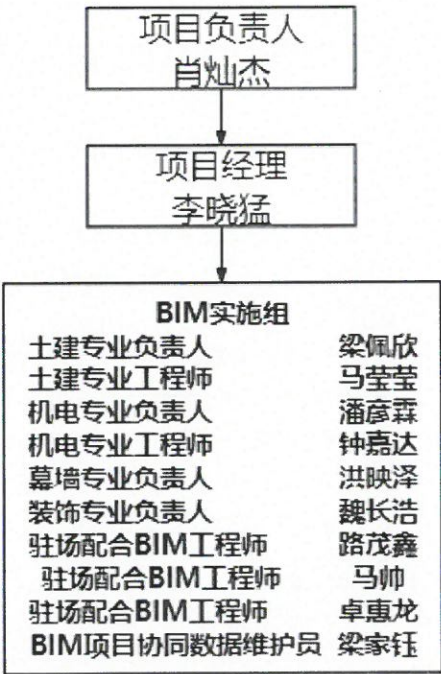 项目负责人
肖灿杰
项目经理
李晓猛
BIM实施组
土建专业负责人 梁佩欣
土建专业工程师 马莹莹
机电专业负责人 潘彦霖
机电专业工程师 钟嘉达
幕墙专业负责人 洪映泽
装饰专业负责人 魏长浩
驻场配合BIM工程师 路茂鑫
驻场配合BIM工程师 马帅
驻场配合BIM工程师 卓惠龙
BIM项目协同数据维护员 梁家钰